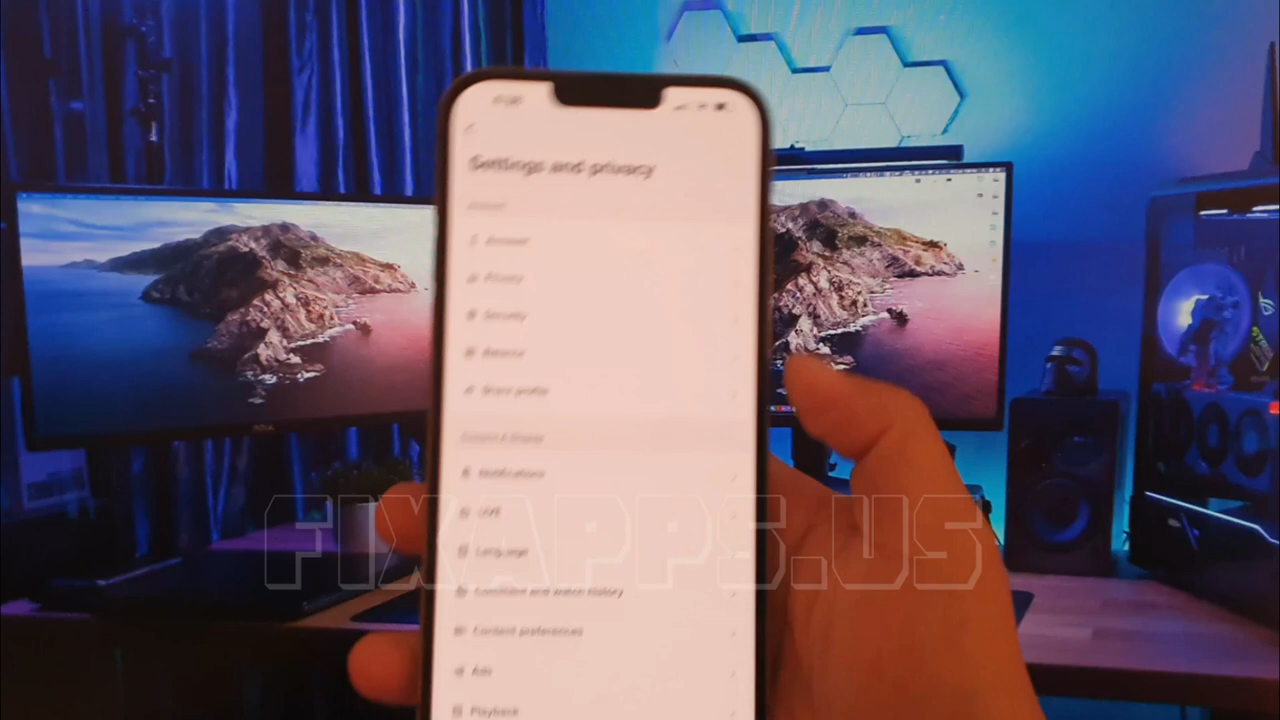 Settings and privacy
Account
Account
Privacy
Security
Balance
Share profile
Content & Display
Notifications
LIVE
Language
Comment and watch history
Content preferences
Ads
Playback
FIXAPPS.US